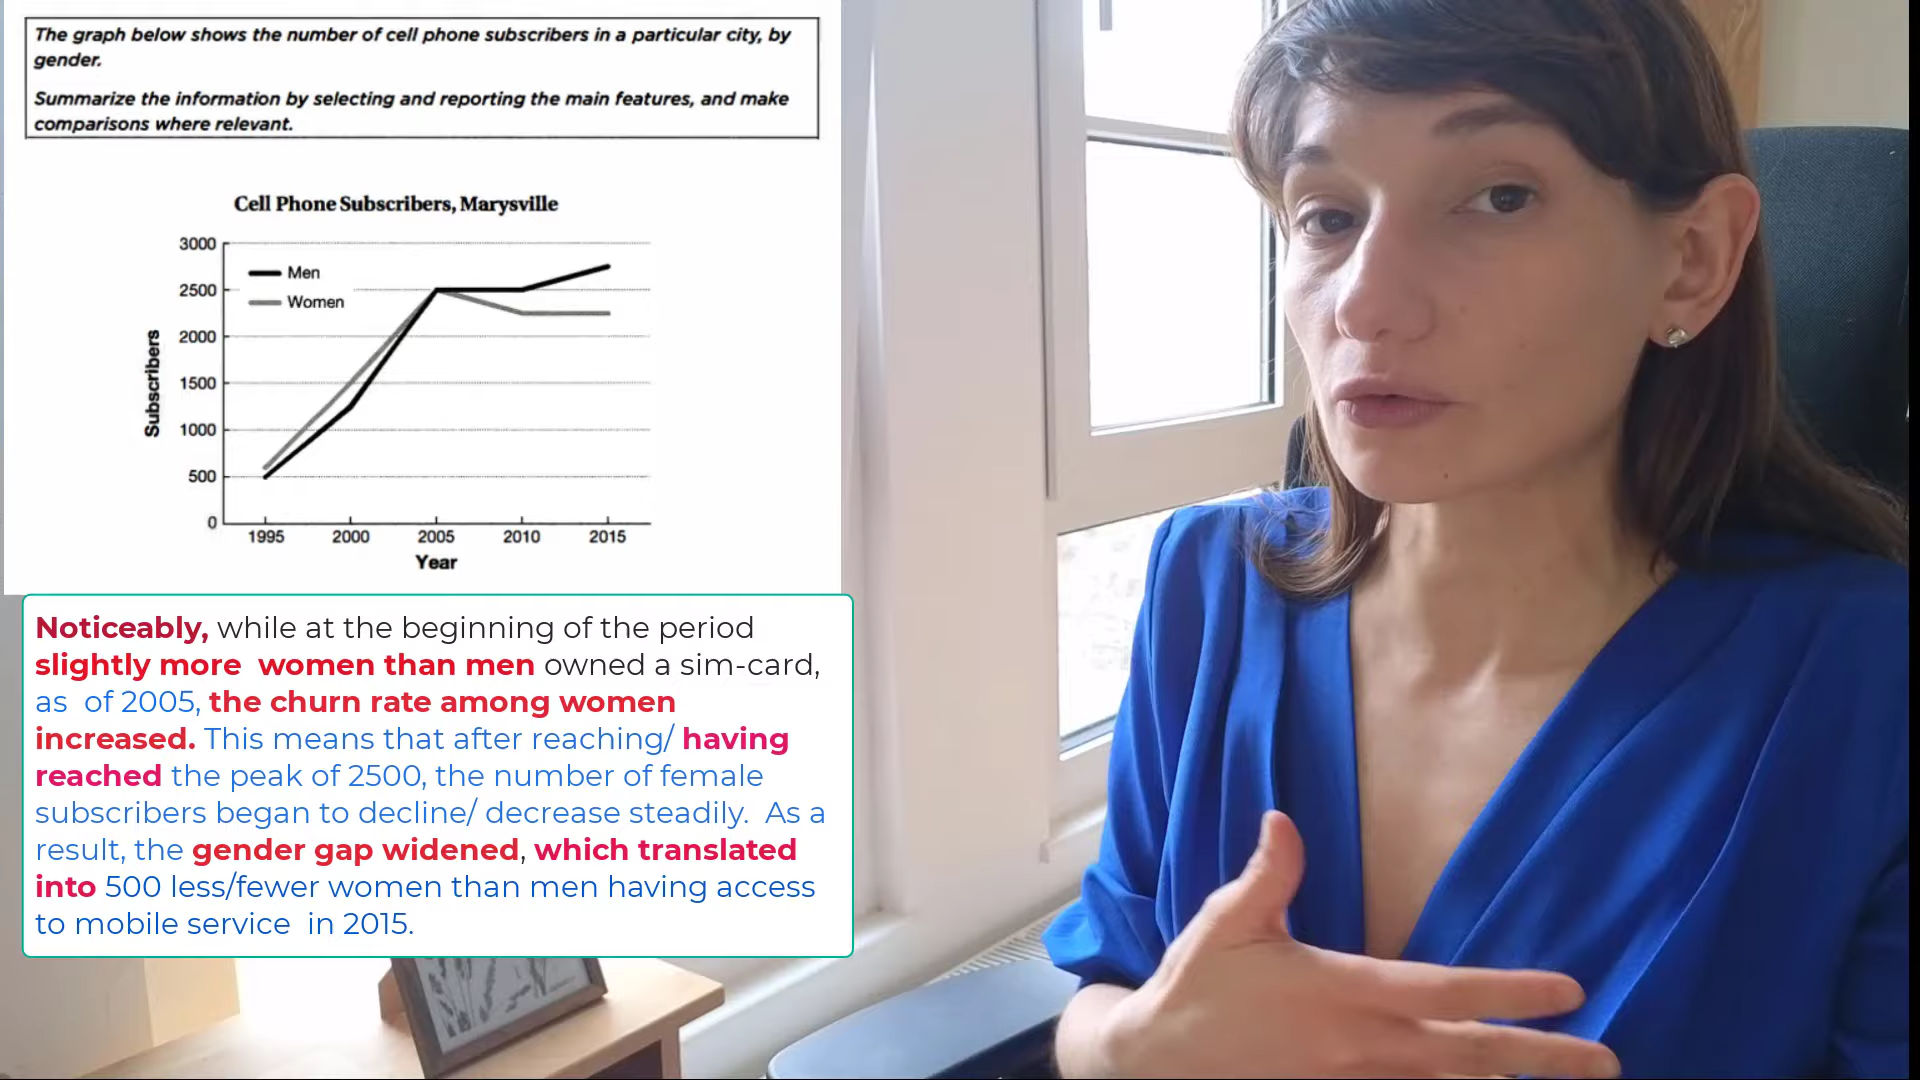 The graph below shows the number of cell phone subscribers in a particular city, by
gender.
Summarize the information by selecting and reporting the main features, and make
comparisons where relevant.
Cell Phone Subscribers, Marysville
3000
2500
2000
1500
1000
500
0
Men
Women
Subscribers
1995 2000 2005 2010 2015
Year
Noticeably, while at the beginning of the period
slightly more women than men owned a sim-card,
as of 2005, the churn rate among women
increased. This means that after reaching/ having
reached the peak of 2500, the number of female
subscribers began to decline/ decrease steadily. As a
result, the gender gap widened, which translated
into 500 less/fewer women than men having access
to mobile service in 2015.